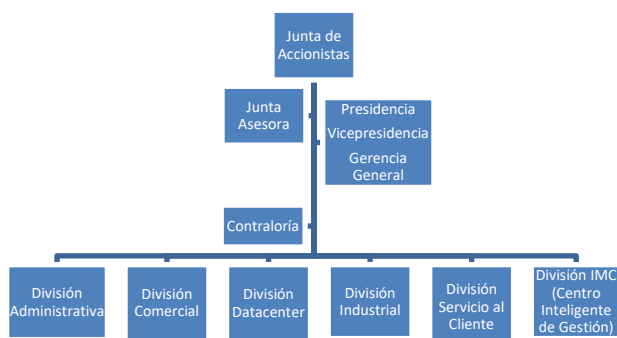 Junta de
Accionistas
Junta
Asesora
Presidencia
Vicepresidencia
Gerencia
General
Contraloría
División
Administrativa
División
Comercial
División
Datacenter
División
Industrial
División
Servicio al
Cliente
División IMC
(Centro
Inteligente
de Gestión)